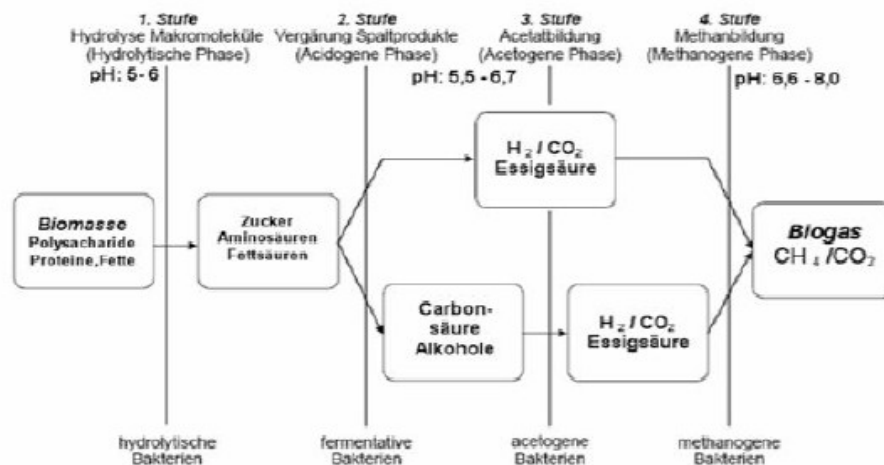 1. Stufe
Hydrolyse Makromoleküle
(Hydrolytische Phase)
pH: 5-6
2. Stufe
Vergärung Spaltprodukte
(Acidogene Phase)
3. Stufe
Acetatbildung
(Acetogene Phase)
pH: 5,5-6,7
4. Stufe
Methanbildung
(Methanogene Phase)
pH: 6,6-8,0
H₂/CO₂
Essigsäure
Biomasse
Polysacharide
Proteine,Fette
Zucker
Aminosäuren
Fettsäuren
Biogas
CH₄/CO₂
Carbon-
säure
Alkohole
H₂/CO₂
Essigsäure
hydrolytische
Bakterien
fermentative
Bakterien
acetogene
Bakterien
methanogene
Bakterien